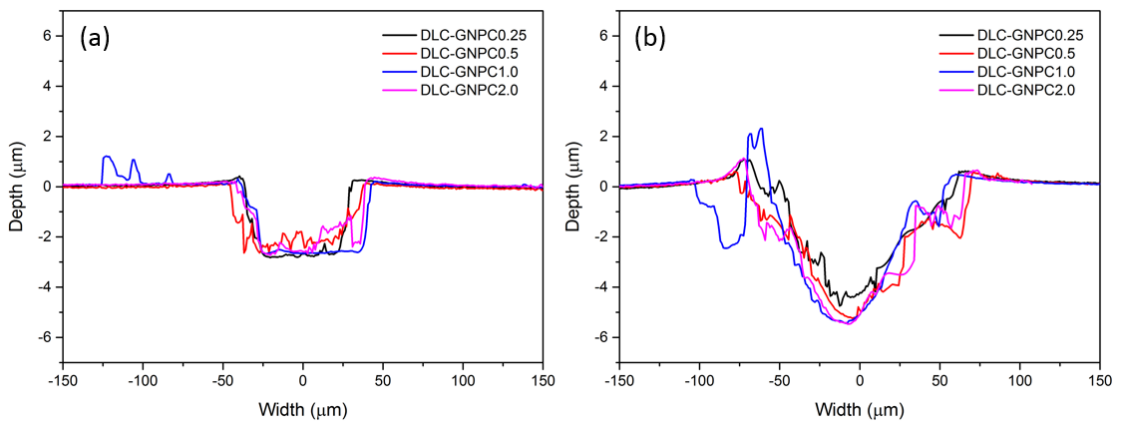 (a)
DLC-GNPC0.25
DLC-GNPC0.5
DLC-GNPC1.0
DLC-GNPC2.0
6
4
2
0
-2
-4
-6
Depth (μm)
-150 -100 -50 0 50 100 150
Width (μm)
(b)
DLC-GNPC0.25
DLC-GNPC0.5
DLC-GNPC1.0
DLC-GNPC2.0
6
4
2
0
-2
-4
-6
Depth (μm)
-150 -100 -50 0 50 100 150
Width (μm)